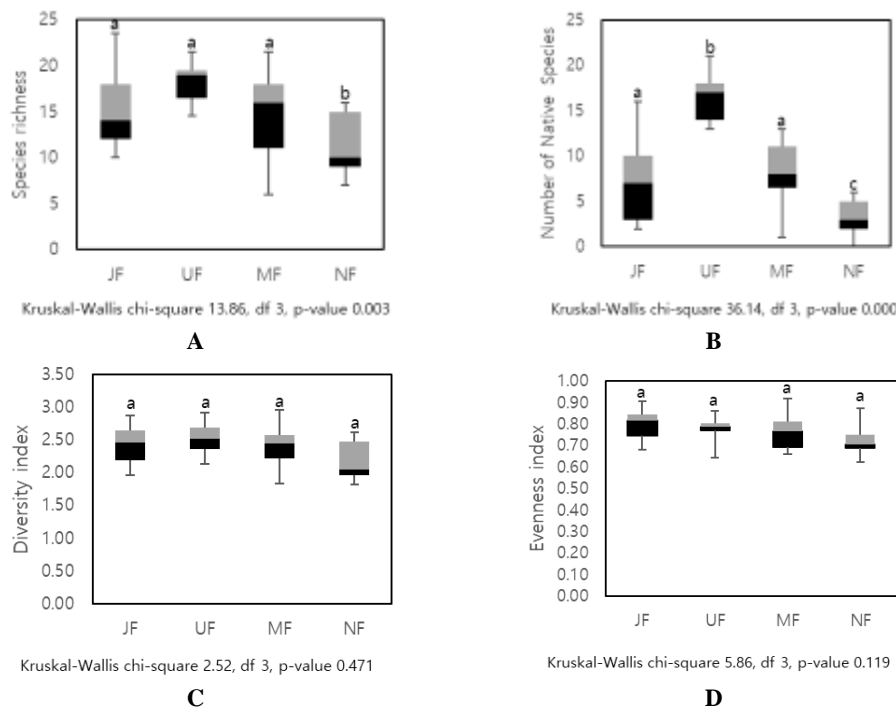 25
20
15
10
5
0
Species richness
a
a
a
b
JF
UF
MF
NF
Kruskal-Wallis chi-square 13.86, df 3, p-value 0.003
A
25
20
15
10
5
0
Number of Native Species
a
b
a
c
JF
UF
MF
NF
Kruskal-Wallis chi-square 36.14, df 3, p-value 0.000
B
3.50
3.00
2.50
2.00
1.50
1.00
0.50
0.00
Diversity index
a
a
a
a
JF
UF
MF
NF
Kruskal-Wallis chi-square 2.52, df 3, p-value 0.471
C
1.00
0.90
0.80
0.70
0.60
0.50
0.40
0.30
0.20
0.10
0.00
Evenness index
a
a
a
a
JF
UF
MF
NF
Kruskal-Wallis chi-square 5.86, df 3, p-value 0.119
D